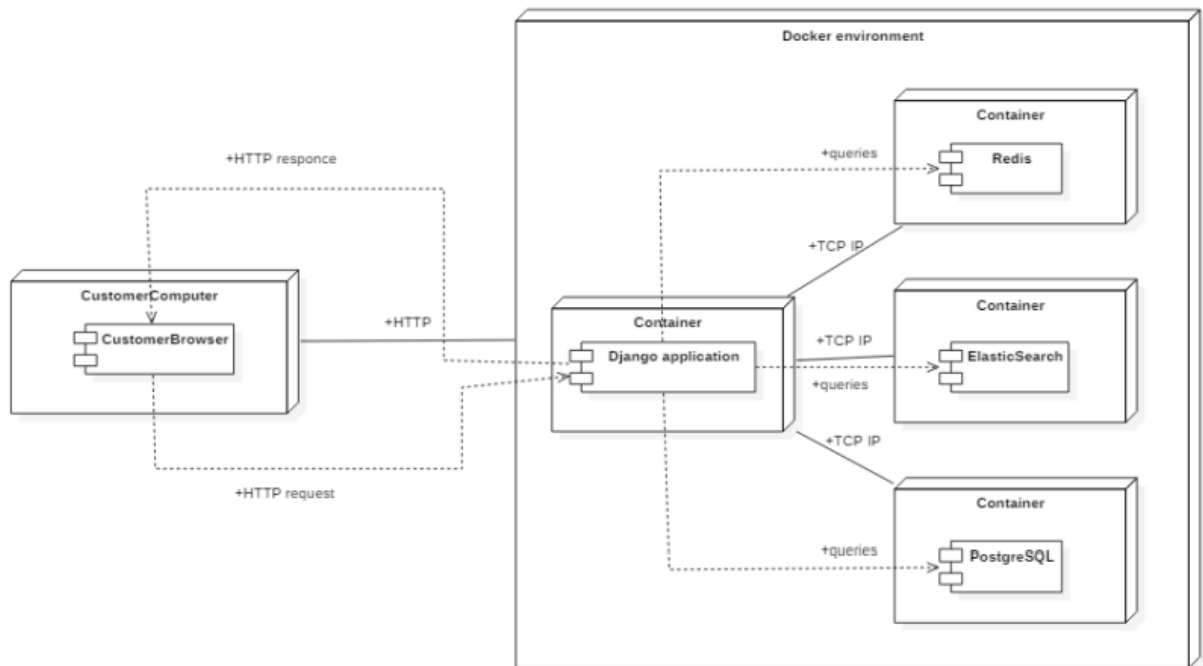 Docker environment
Container
Redis
+queries
+HTTP responce
+TCP IP
CustomerComputer
CustomerBrowser
+HTTP
Container
Django application
Container
ElasticSearch
+TCP IP
+queries
+TCP IP
+HTTP request
Container
PostgreSQL
+queries